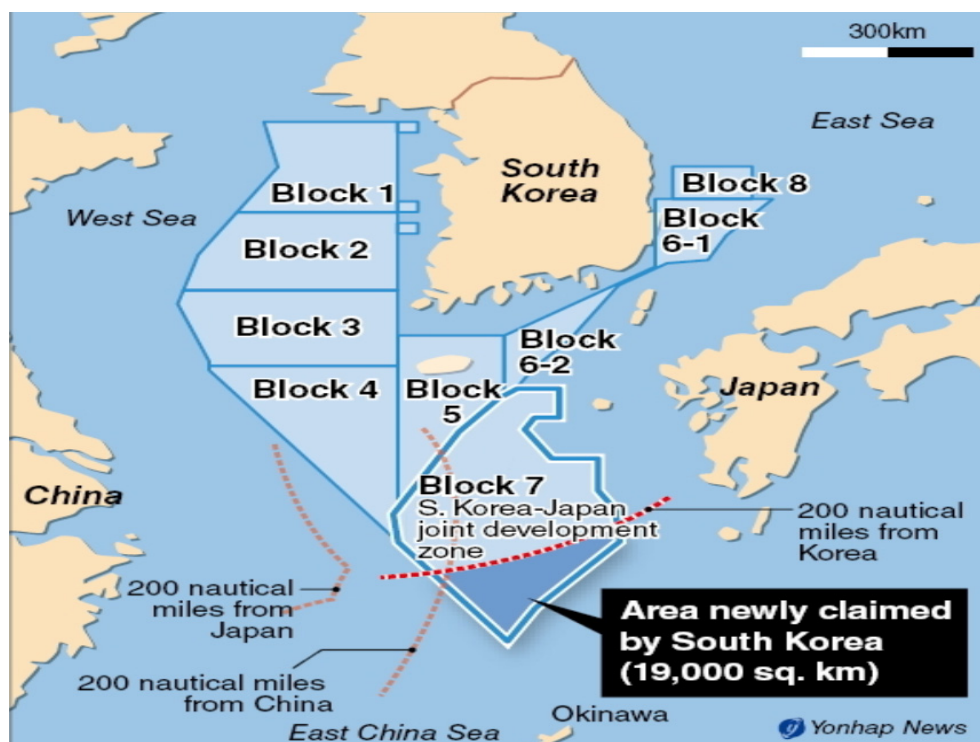 300km
East Sea
South
Korea
Block 8
Block
6-1
Block 1
West Sea
Block 2
Block 3
Block
6-2
Block 4
Block
5
Japan
China
Block 7
S. Korea-Japan
joint development
zone
200 nautical
miles from
Korea
200 nautical
miles from
Japan
Area newly claimed
by South Korea
(19,000 sq. km)
200 nautical miles
from China
East China Sea
Okinawa
Yonhap News